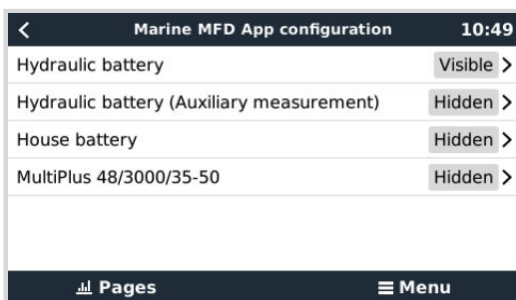 Marine MFD App configuration 10:49
Hydraulic battery Visible
Hydraulic battery (Auxiliary measurement) Hidden
House battery Hidden
MultiPlus 48/3000/35-50 Hidden
Pages Menu